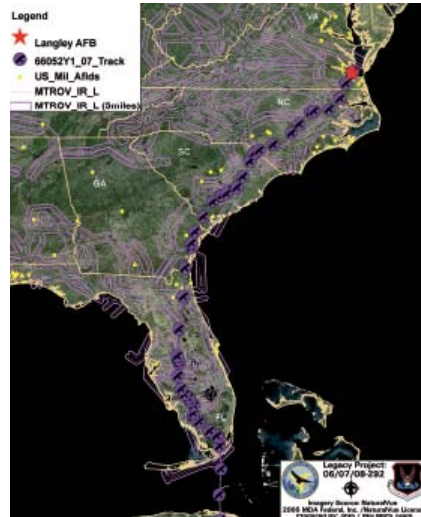 Legend
Langley AFB
66052Y1_07_Track
US_Mil_Aflds
MTROV_IR_L
MTROV_IR_L (5miles)
VA
NC
SC
GA
FL
Legacy Project:
06/07/08-292
Imagery Source: NaturalVue
2005 MDA Federal, Inc. /NaturalVue License